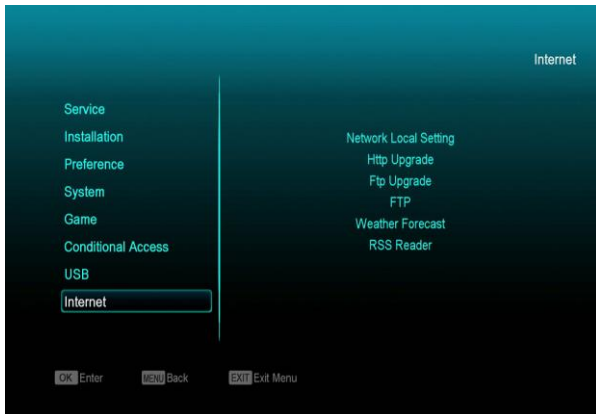 Internet
Service
Installation
Preference
System
Game
Conditional Access
USB
Internet
Network Local Setting
Http Upgrade
Ftp Upgrade
FTP
Weather Forecast
RSS Reader
OK Enter MENU Back EXIT Exit Menu